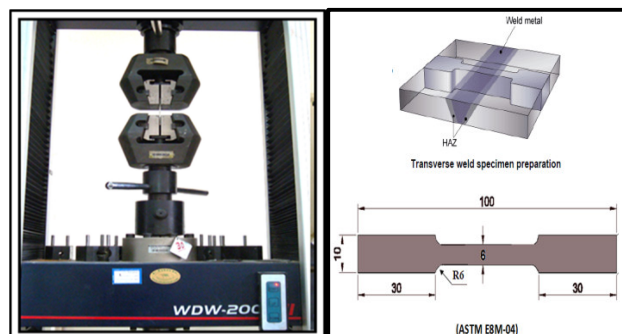 WDW-200
Weld metal
HAZ
Transverse weld specimen preparation
100
10
6
R6
30
30
(ASTM E8M-04)